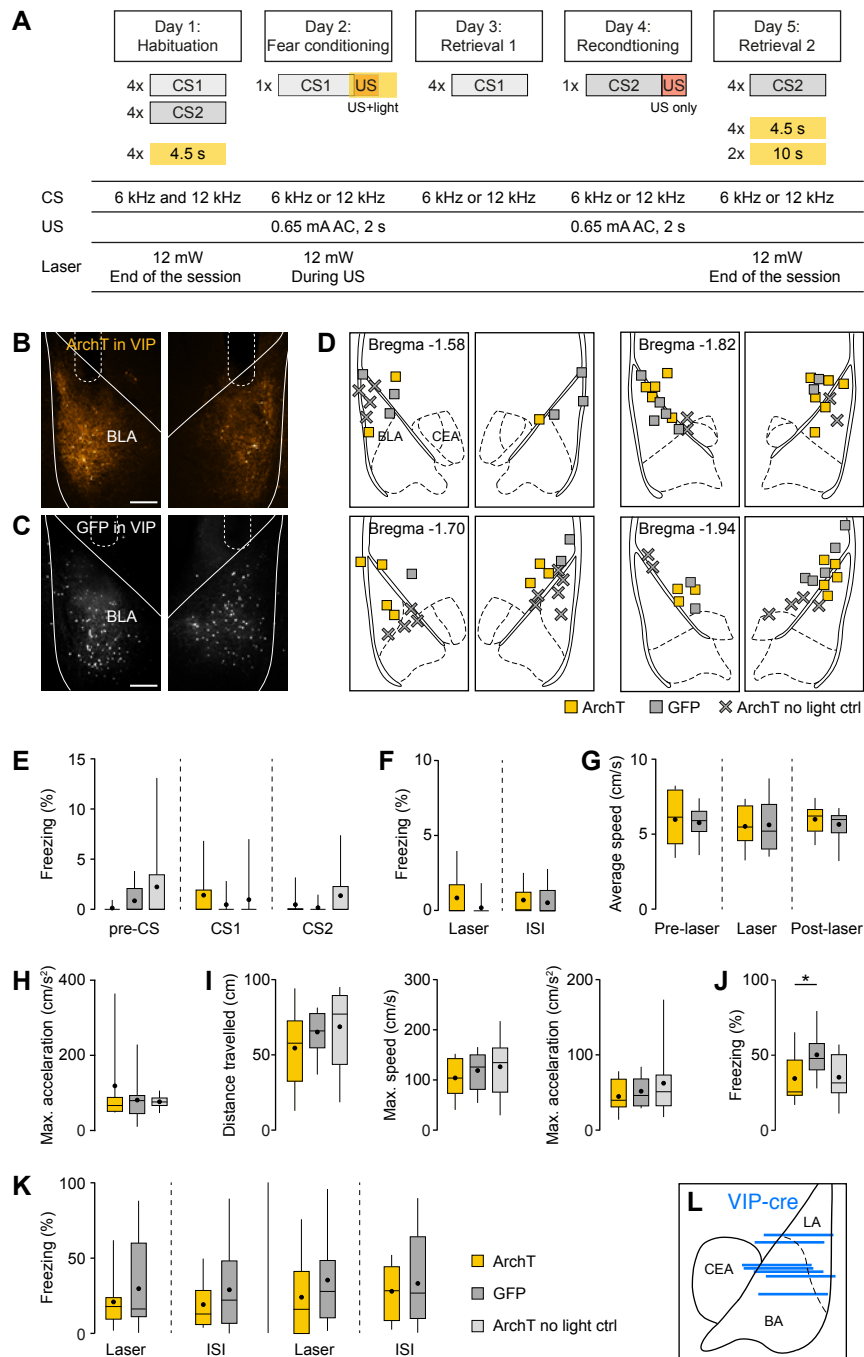 A
Day 1:
Habituation
Day 2:
Fear conditioning
Day 3:
Retrieval 1
Day 4:
Recondtioning
Day 5:
Retrieval 2
4x CS1
4x CS2
4x 4.5 s
1x CS1 US
US+light
4x CS1
1x CS2 US
US only
4x CS2
4x 4.5 s
2x 10 s
CS 6 kHz and 12 kHz 6 kHz or 12 kHz 6 kHz or 12 kHz 6 kHz or 12 kHz 6 kHz or 12 kHz
US 0.65 mA AC, 2 s 0.65 mA AC, 2 s
Laser
12 mW
End of the session
12 mW
During US
12 mW
End of the session
B
ArchT in VIP
BLA
C
GFP in VIP
BLA
D
Bregma -1.58
BLA
CEA
Bregma -1.82
Bregma -1.70
Bregma -1.94
ArchT GFP ArchT no light ctrl
E
Freezing (%)
15
10
5
0
pre-CS CS1 CS2
F
Freezing (%)
10
5
0
Laser ISI
G
Average speed (cm/s)
10
5
0
Pre-laser Laser Post-laser
H
Max. accelaration (cm/s²)
400
200
0
I
Distance travelled (cm)
100
50
0
Max. speed (cm/s)
300
200
100
0
Max. accelaration (cm/s²)
200
100
50
0
J
Freezing (%)
100
50
0
*
K
Freezing (%)
100
50
0
Laser ISI Laser ISI
ArchT
GFP
ArchT no light ctrl
L
VIP-cre
LA
CEA
BA